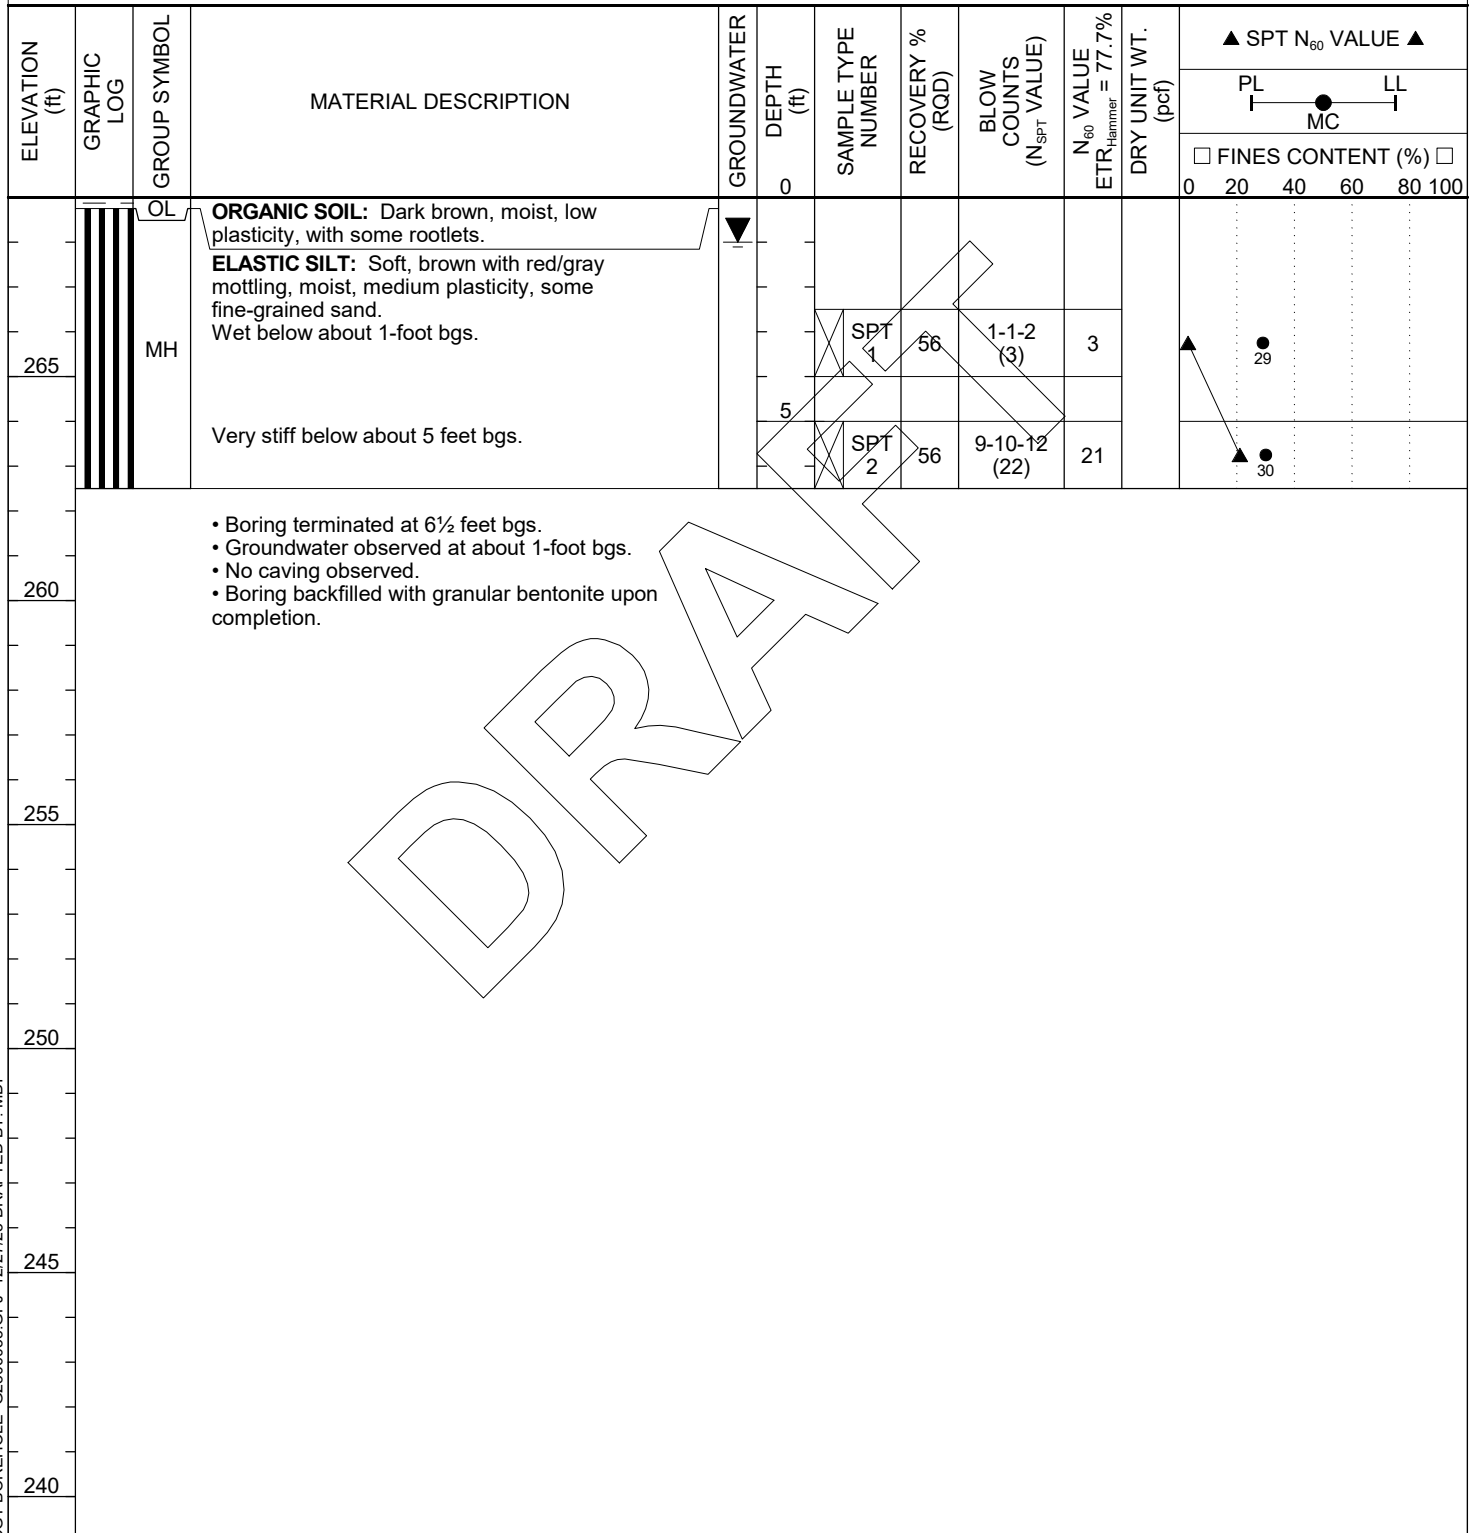 ELEVATION
(ft)
GRAPHIC
LOG
GROUP SYMBOL
MATERIAL DESCRIPTION
GROUNDWATER
DEPTH
(ft)
0
SAMPLE TYPE
NUMBER
RECOVERY %
(RQD)
BLOW
COUNTS
(N_SPT VALUE)
N₆₀ VALUE
ETR_Hammer = 77.7%
DRY UNIT WT.
(pcf)
▲ SPT N₆₀ VALUE ▲
PL LL
MC
□ FINES CONTENT (%) □
0 20 40 60 80 100
OL
ORGANIC SOIL: Dark brown, moist, low
plasticity, with some rootlets.
ELASTIC SILT: Soft, brown with red/gray
mottling, moist, medium plasticity, some
fine-grained sand.
Wet below about 1-foot bgs.
MH
SPT
1
56
1-1-2
(3)
3
29
265
5
Very stiff below about 5 feet bgs.
SPT
2
56
9-10-12
(22)
21
30
• Boring terminated at 6½ feet bgs.
• Groundwater observed at about 1-foot bgs.
• No caving observed.
• Boring backfilled with granular bentonite upon
completion.
260
255
250
245
240
DRAFT